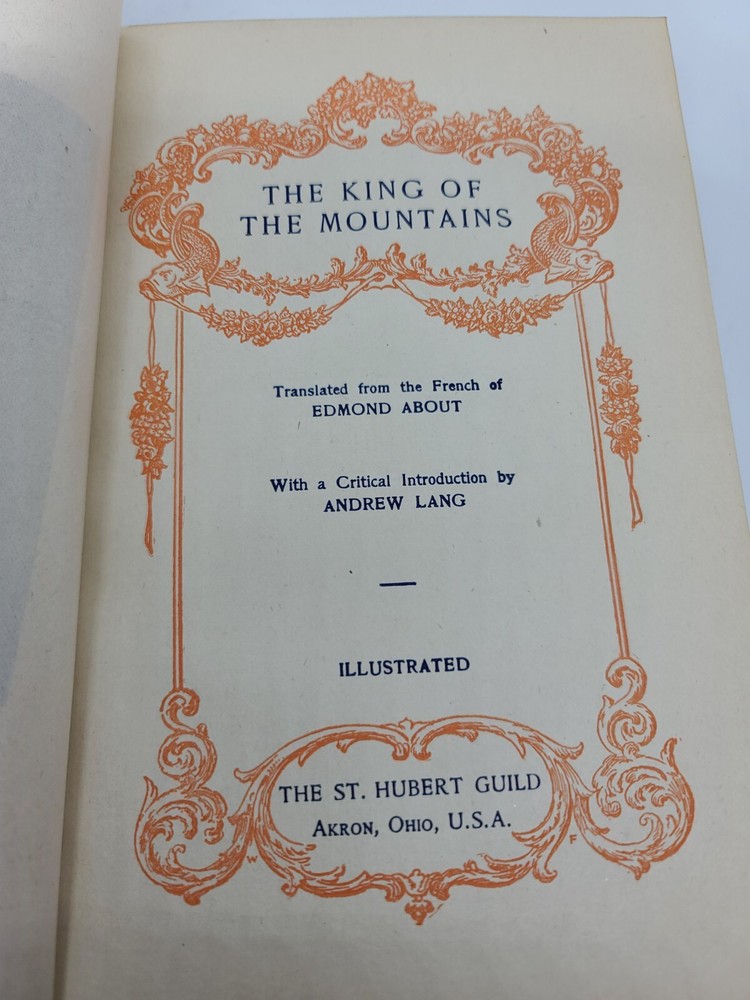 THE KING OF
THE MOUNTAINS
Translated from the French of
EDMOND ABOUT
With a Critical Introduction by
ANDREW LANG
ILLUSTRATED
THE ST. HUBERT GUILD
AKRON, OHIO, U.S.A.
W F